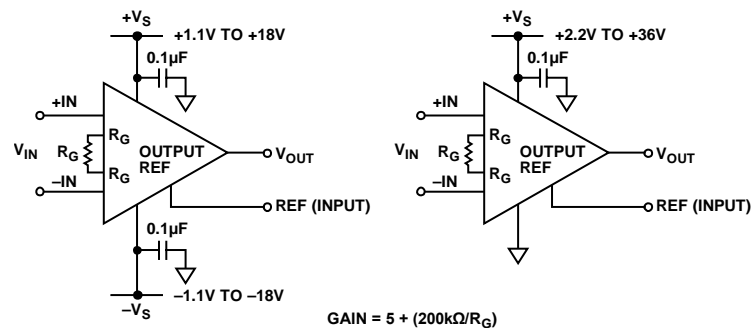 +VS
+1.1V TO +18V
0.1µF
+IN
RG
VIN
RG
OUTPUT
REF
VOUT
RG
–IN
REF (INPUT)
0.1µF
–1.1V TO –18V
–VS
+VS
+2.2V TO +36V
0.1µF
+IN
RG
VIN
RG
OUTPUT
REF
VOUT
RG
–IN
REF (INPUT)
GAIN = 5 + (200kΩ/RG)